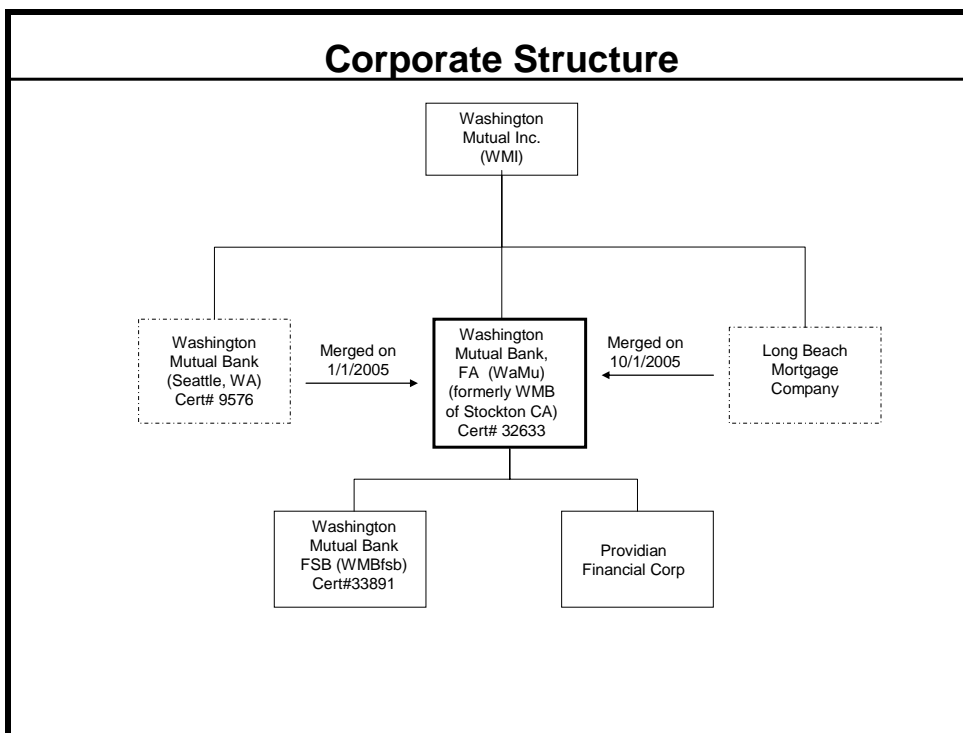 Corporate Structure
Washington
Mutual Inc.
(WMI)
Washington
Mutual Bank
(Seattle, WA)
Cert# 9576
Merged on
1/1/2005
Washington
Mutual Bank,
FA (WaMu)
(formerly WMB
of Stockton CA)
Cert# 32633
Merged on
10/1/2005
Long Beach
Mortgage
Company
Washington
Mutual Bank
FSB (WMBfsb)
Cert#33891
Providian
Financial Corp